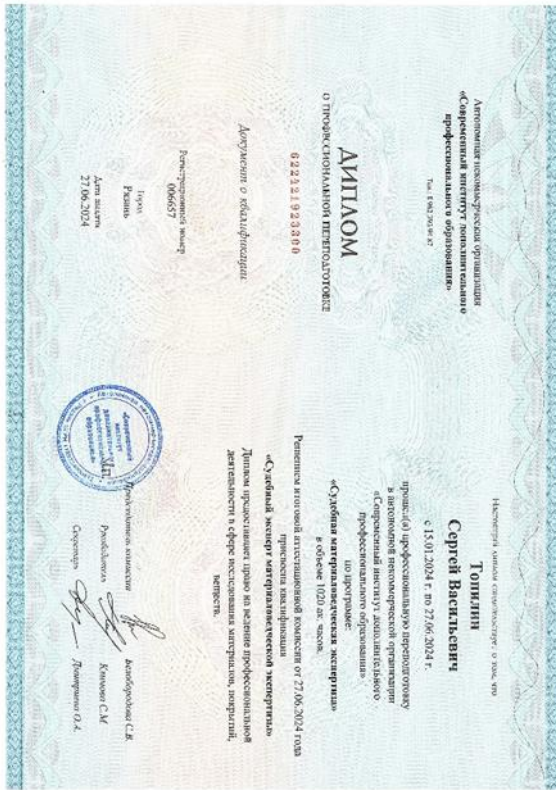 Автономная некоммерческая организация
«Современный институт дополнительного
профессионального образования»
ДИПЛОМ
О ПРОФЕССИОНАЛЬНОЙ ПЕРЕПОДГОТОВКЕ
622421923300
Документ о квалификации
Регистрационный номер
006697
Город
Рязань
Дата выдачи
27.06.2024
Настоящий диплом свидетельствует о том, что
Топилин
Сергей Васильевич
с 15.01.2024 г. по 27.06.2024 г.
прошел(а) профессиональную переподготовку
в автономной некоммерческой организации
«Современный институт дополнительного
профессионального образования»
по программе:
«Судебная материаловедческая экспертиза»
в объеме 1020 ак. часов.
Решением итоговой аттестационной комиссии от 27.06.2024 года
присвоена квалификация
«Судебный эксперт материаловедческой экспертизы»
Диплом предоставляет право на ведение профессиональной
деятельности в сфере исследования материалов, покрытий,
веществ.
Председатель комиссии Белобородова С.В.
Руководитель Климова С.М.
Секретарь Дмитриева О.А.
М.П.